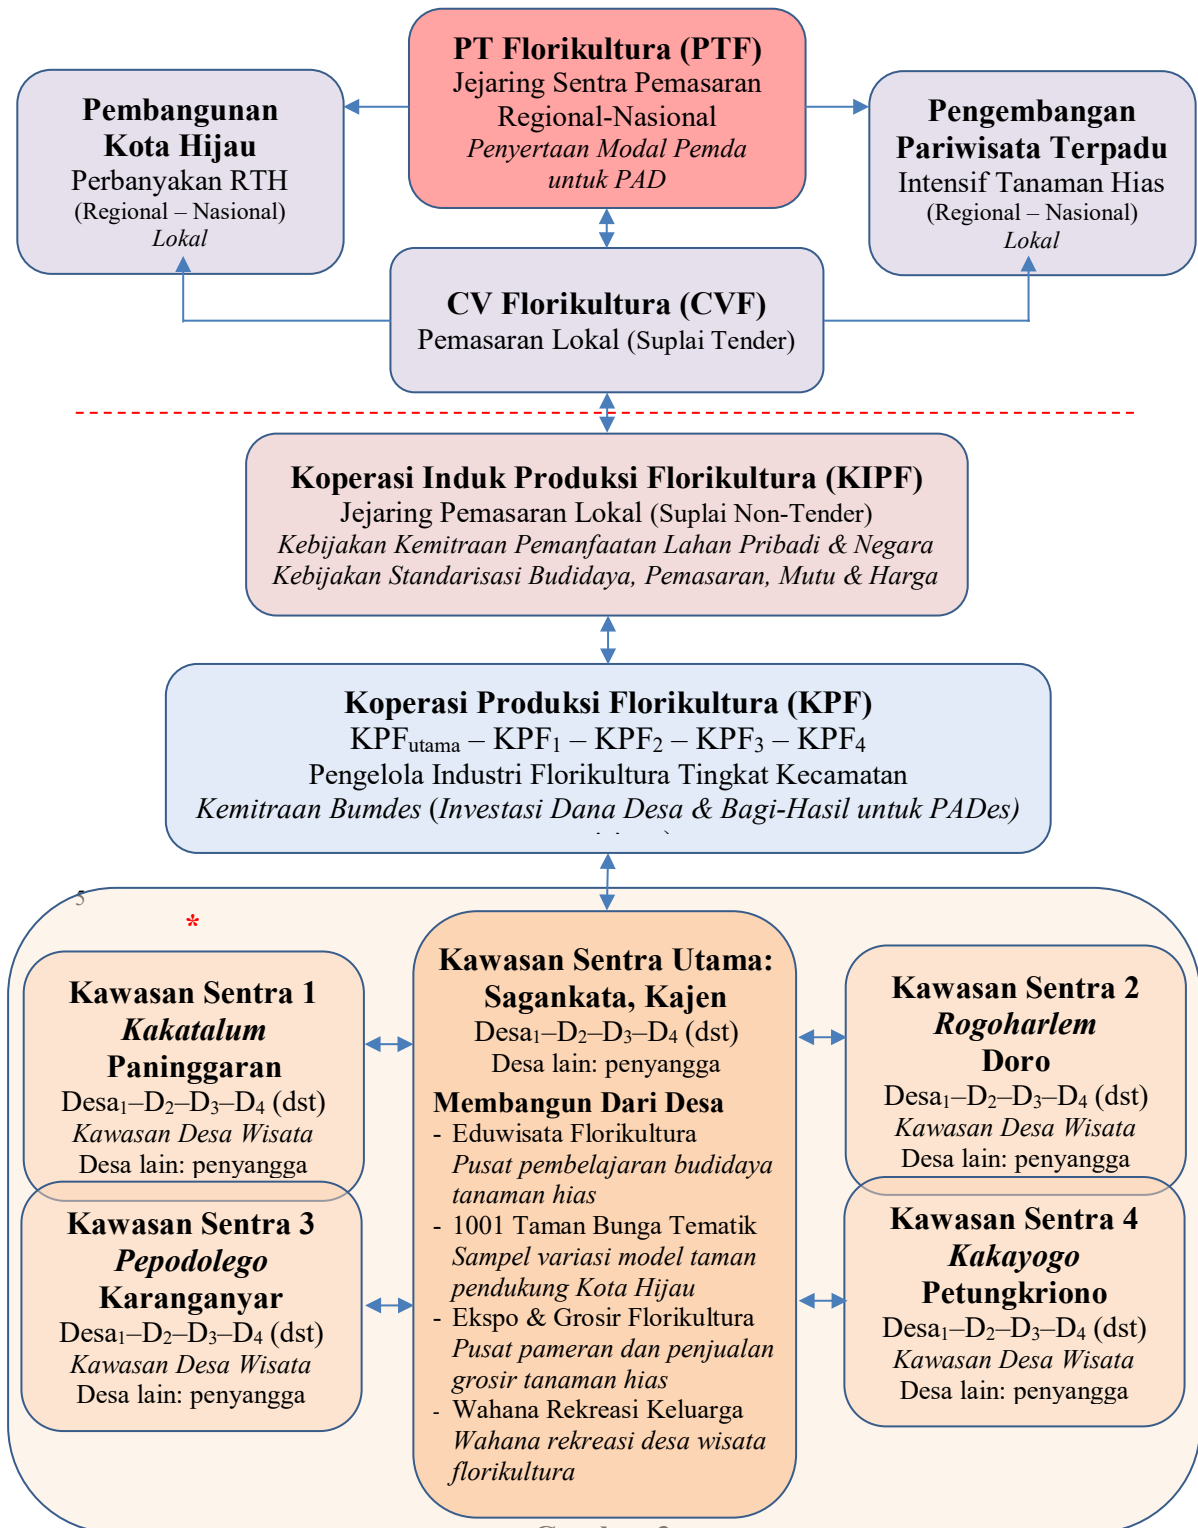 PT Florikultura (PTF)
Jejaring Sentra Pemasaran
Regional-Nasional
Penyertaan Modal Pemda
untuk PAD
Pembangunan
Kota Hijau
Perbanyakan RTH
(Regional – Nasional)
Lokal
Pengembangan
Pariwisata Terpadu
Intensif Tanaman Hias
(Regional – Nasional)
Lokal
CV Florikultura (CVF)
Pemasaran Lokal (Suplai Tender)
Koperasi Induk Produksi Florikultura (KIPF)
Jejaring Pemasaran Lokal (Suplai Non-Tender)
Kebijakan Kemitraan Pemanfaatan Lahan Pribadi & Negara
Kebijakan Standarisasi Budidaya, Pemasaran, Mutu & Harga
Koperasi Produksi Florikultura (KPF)
KPFutama – KPF1 – KPF2 – KPF3 – KPF4
Pengelola Industri Florikultura Tingkat Kecamatan
Kemitraan Bumdes (Investasi Dana Desa & Bagi-Hasil untuk PADes)
5
*
Kawasan Sentra 1
Kakatalum
Paninggaran
Desa1–D2–D3–D4 (dst)
Kawasan Desa Wisata
Desa lain: penyangga
Kawasan Sentra 3
Pepodolego
Karanganyar
Desa1–D2–D3–D4 (dst)
Kawasan Desa Wisata
Desa lain: penyangga
Kawasan Sentra Utama:
Sagankata, Kajen
Desa1–D2–D3–D4 (dst)
Desa lain: penyangga
Membangun Dari Desa
- Eduwisata Florikultura
Pusat pembelajaran budidaya
tanaman hias
- 1001 Taman Bunga Tematik
Sampel variasi model taman
pendukung Kota Hijau
- Ekspo & Grosir Florikultura
Pusat pameran dan penjualan
grosir tanaman hias
- Wahana Rekreasi Keluarga
Wahana rekreasi desa wisata
florikultura
Kawasan Sentra 2
Rogoharlem
Doro
Desa1–D2–D3–D4 (dst)
Kawasan Desa Wisata
Desa lain: penyangga
Kawasan Sentra 4
Kakayogo
Petungkriono
Desa1–D2–D3–D4 (dst)
Kawasan Desa Wisata
Desa lain: penyangga